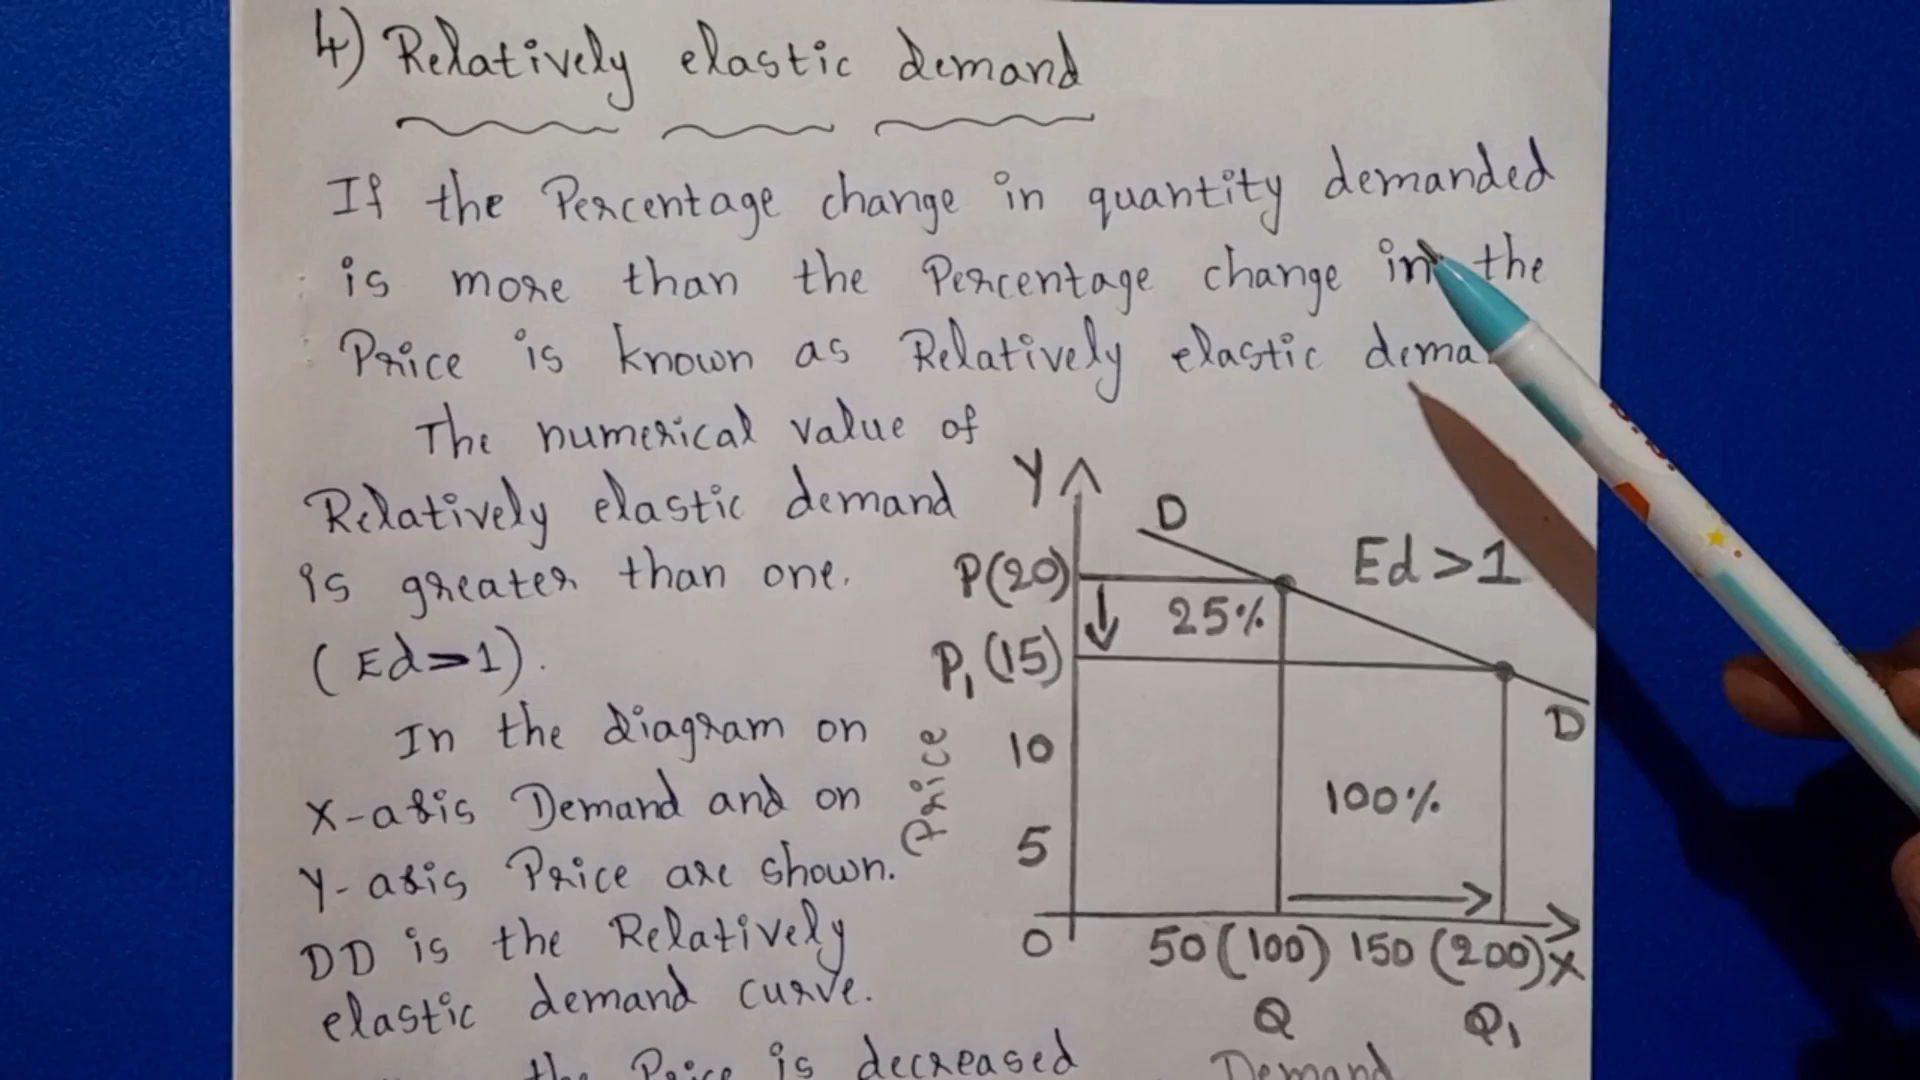 4) Relatively elastic demand
If the Percentage change in quantity demanded
is more than the Percentage change in the
Price is known as Relatively elastic
The numerical value of
Relatively elastic demand
is greater than one.
(Ed>1).
In the diagram on
X-axis Demand and on
Y-axis Price are shown.
DD is the Relatively
elastic demand curve.
the Price is decreased
Y
D
Ed>1
P(20)
25%
P1(15)
D
Price
10
100%
5
0
50 (100) 150 (200) X
Q
Q1
Demand